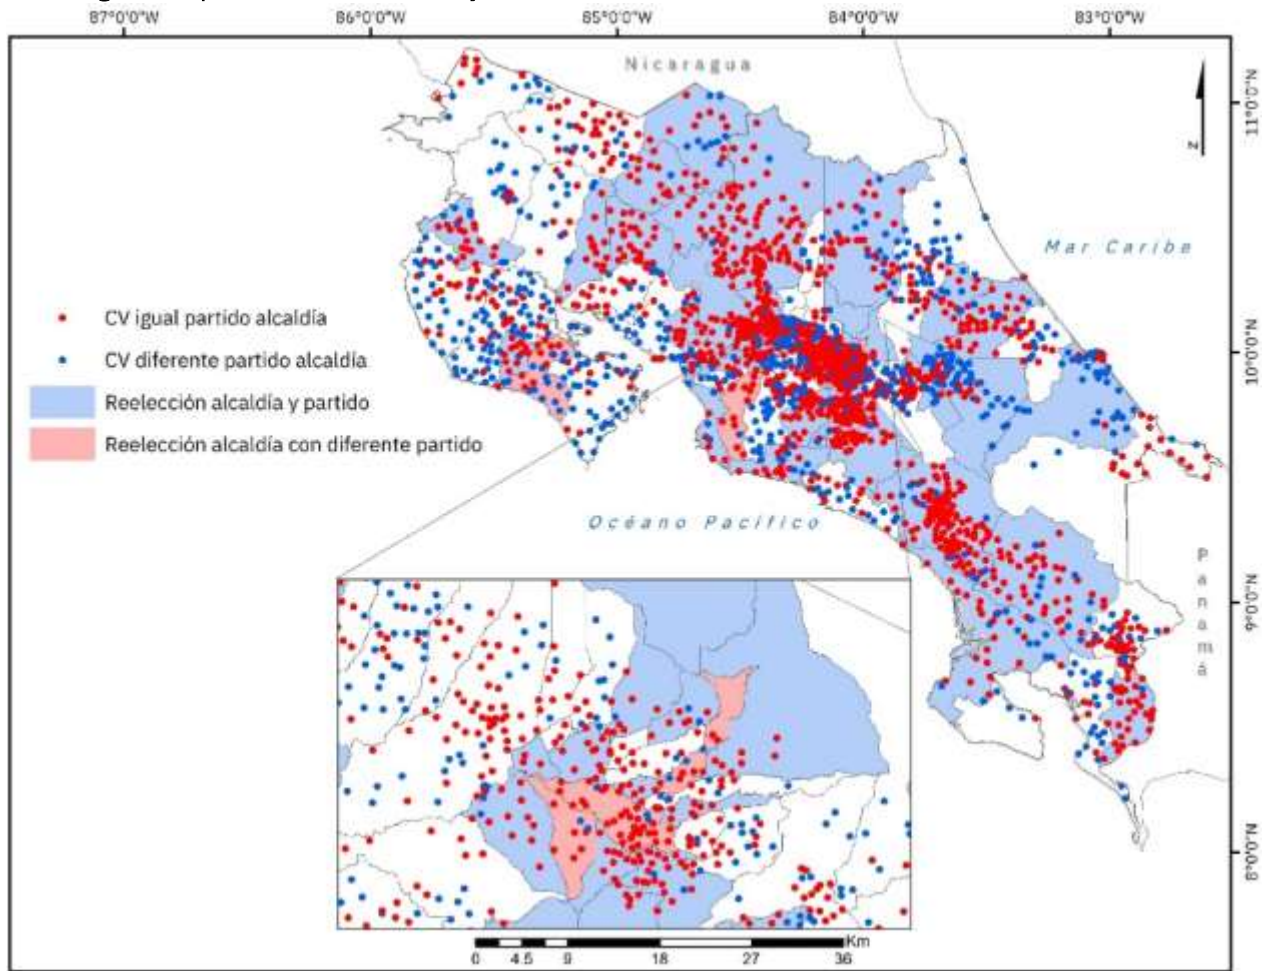 87°0'0"W 86°0'0"W 85°0'0"W 84°0'0"W 83°0'0"W
Nicaragua
11°0'0"N
N
Mar Caribe
CV igual partido alcaldía
CV diferente partido alcaldía
10°0'0"N
Reelección alcaldía y partido
Reelección alcaldía con diferente partido
Océano Pacífico
Panamá
9°0'0"N
8°0'0"N
Km
0 4.5 9 18 27 36